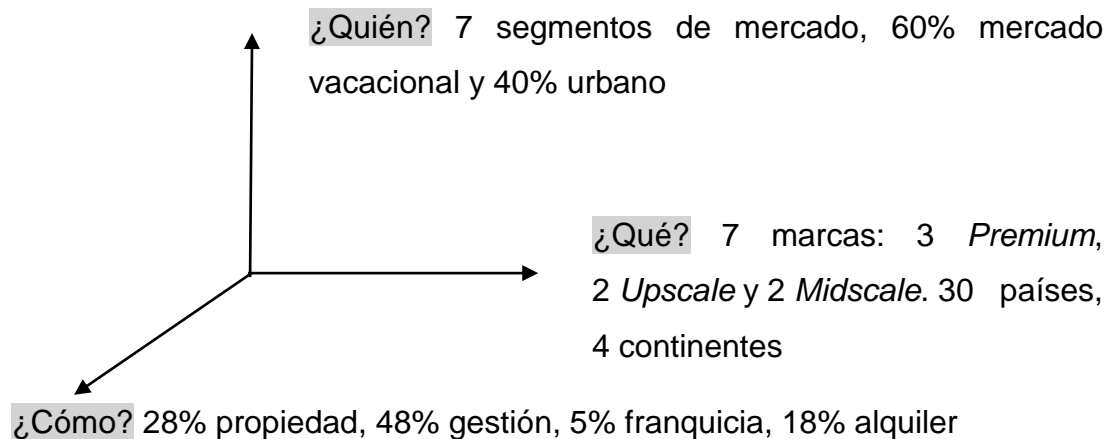 ¿Quién? 7 segmentos de mercado, 60% mercado
vacacional y 40% urbano
¿Qué? 7 marcas: 3 Premium,
2 Upscale y 2 Midscale. 30 países,
4 continentes
¿Cómo? 28% propiedad, 48% gestión, 5% franquicia, 18% alquiler